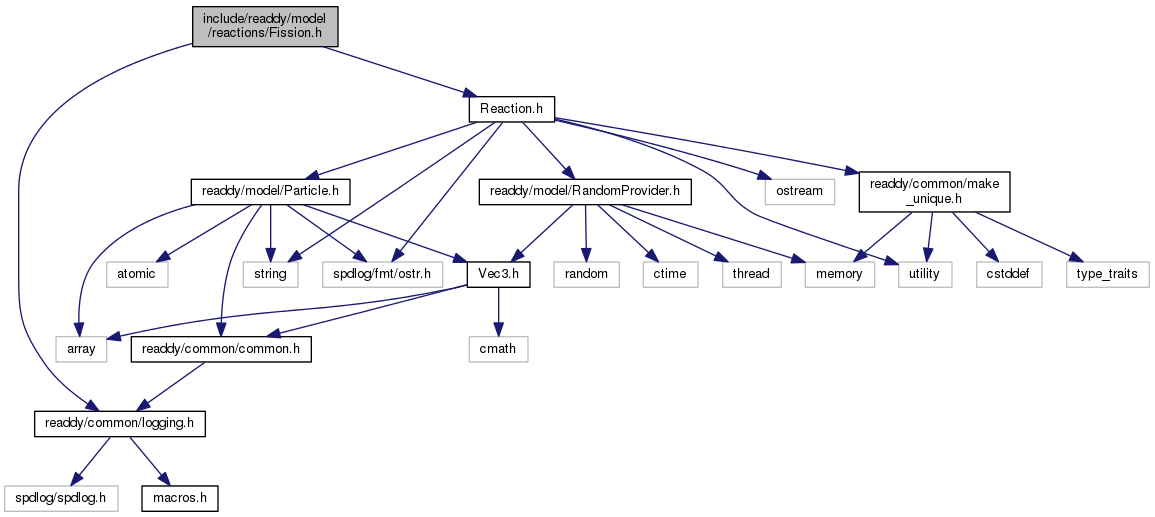 include/readdy/model
/reactions/Fission.h
Reaction.h
readdy/model/Particle.h
readdy/model/RandomProvider.h
ostream
readdy/common/make
_unique.h
atomic
string
spdlog/fmt/ostr.h
Vec3.h
random
ctime
thread
memory
utility
cstddef
type_traits
array
readdy/common/common.h
cmath
readdy/common/logging.h
spdlog/spdlog.h
macros.h